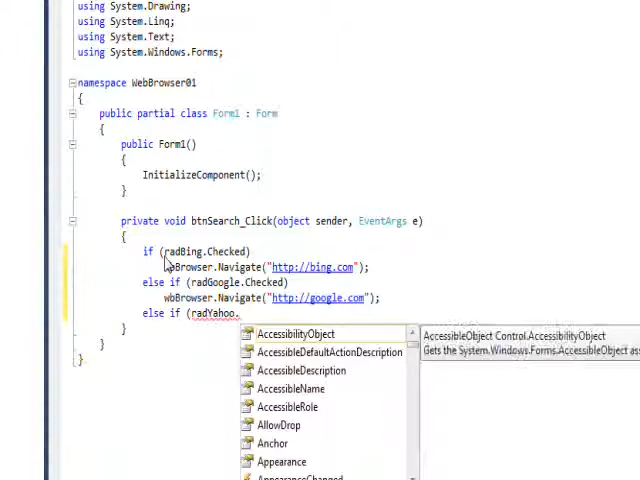 using System.Drawing;
using System.Linq;
using System.Text;
using System.Windows.Forms;
namespace WebBrowser01
{
public partial class Form1 : Form
{
public Form1()
{
InitializeComponent();
}
private void btnSearch_Click(object sender, EventArgs e)
{
if (radBing.Checked)
wbBrowser.Navigate("http://bing.com");
else if (radGoogle.Checked)
wbBrowser.Navigate("http://google.com");
else if (radYahoo.
}
}
}
AccessibilityObject
AccessibleDefaultActionDescription
AccessibleDescription
AccessibleName
AccessibleRole
AllowDrop
Anchor
Appearance
AppearanceChanged
AccessibleObject Control.AccessibilityObject
Gets the System.Windows.Forms.AccessibleObject ass